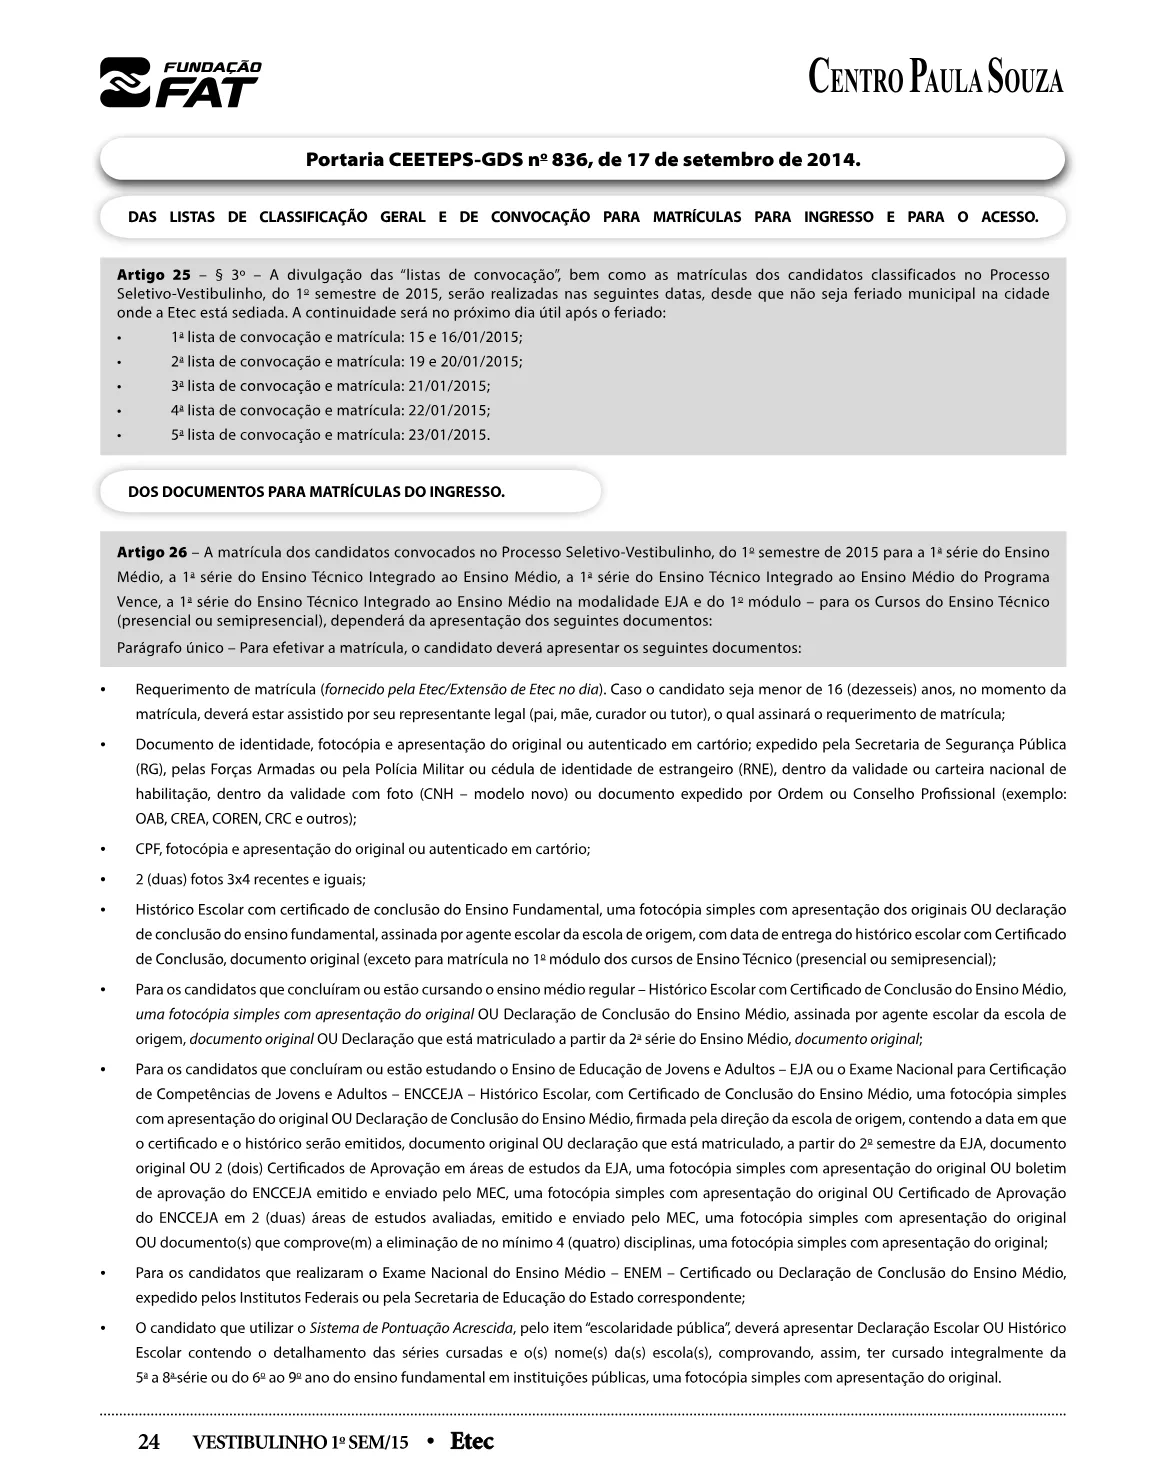 FUNDAÇÃO
FAT
CENTRO PAULA SOUZA
Portaria CEETEPS-GDS nº 836, de 17 de setembro de 2014.
DAS LISTAS DE CLASSIFICAÇÃO GERAL E DE CONVOCAÇÃO PARA MATRÍCULAS PARA INGRESSO E PARA O ACESSO.
Artigo 25 – § 3º – A divulgação das “listas de convocação”, bem como as matrículas dos candidatos classificados no Processo
Seletivo-Vestibulinho, do 1º semestre de 2015, serão realizadas nas seguintes datas, desde que não seja feriado municipal na cidade
onde a Etec está sediada. A continuidade será no próximo dia útil após o feriado:
• 1ª lista de convocação e matrícula: 15 e 16/01/2015;
• 2ª lista de convocação e matrícula: 19 e 20/01/2015;
• 3ª lista de convocação e matrícula: 21/01/2015;
• 4ª lista de convocação e matrícula: 22/01/2015;
• 5ª lista de convocação e matrícula: 23/01/2015.
DOS DOCUMENTOS PARA MATRÍCULAS DO INGRESSO.
Artigo 26 – A matrícula dos candidatos convocados no Processo Seletivo-Vestibulinho, do 1º semestre de 2015 para a 1ª série do Ensino
Médio, a 1ª série do Ensino Técnico Integrado ao Ensino Médio, a 1ª série do Ensino Técnico Integrado ao Ensino Médio do Programa
Vence, a 1ª série do Ensino Técnico Integrado ao Ensino Médio na modalidade EJA e do 1º módulo – para os Cursos do Ensino Técnico
(presencial ou semipresencial), dependerá da apresentação dos seguintes documentos:
Parágrafo único – Para efetivar a matrícula, o candidato deverá apresentar os seguintes documentos:
• Requerimento de matrícula (fornecido pela Etec/Extensão de Etec no dia). Caso o candidato seja menor de 16 (dezesseis) anos, no momento da
matrícula, deverá estar assistido por seu representante legal (pai, mãe, curador ou tutor), o qual assinará o requerimento de matrícula;
• Documento de identidade, fotocópia e apresentação do original ou autenticado em cartório; expedido pela Secretaria de Segurança Pública
(RG), pelas Forças Armadas ou pela Polícia Militar ou cédula de identidade de estrangeiro (RNE), dentro da validade ou carteira nacional de
habilitação, dentro da validade com foto (CNH – modelo novo) ou documento expedido por Ordem ou Conselho Profissional (exemplo:
OAB, CREA, COREN, CRC e outros);
• CPF, fotocópia e apresentação do original ou autenticado em cartório;
• 2 (duas) fotos 3x4 recentes e iguais;
• Histórico Escolar com certificado de conclusão do Ensino Fundamental, uma fotocópia simples com apresentação dos originais OU declaração
de conclusão do ensino fundamental, assinada por agente escolar da escola de origem, com data de entrega do histórico escolar com Certificado
de Conclusão, documento original (exceto para matrícula no 1º módulo dos cursos de Ensino Técnico (presencial ou semipresencial);
• Para os candidatos que concluíram ou estão cursando o ensino médio regular – Histórico Escolar com Certificado de Conclusão do Ensino Médio,
uma fotocópia simples com apresentação do original OU Declaração de Conclusão do Ensino Médio, assinada por agente escolar da escola de
origem, documento original OU Declaração que está matriculado a partir da 2ª série do Ensino Médio, documento original;
• Para os candidatos que concluíram ou estão estudando o Ensino de Educação de Jovens e Adultos – EJA ou o Exame Nacional para Certificação
de Competências de Jovens e Adultos – ENCCEJA – Histórico Escolar, com Certificado de Conclusão do Ensino Médio, uma fotocópia simples
com apresentação do original OU Declaração de Conclusão do Ensino Médio, firmada pela direção da escola de origem, contendo a data em que
o certificado e o histórico serão emitidos, documento original OU declaração que está matriculado, a partir do 2º semestre da EJA, documento
original OU 2 (dois) Certificados de Aprovação em áreas de estudos da EJA, uma fotocópia simples com apresentação do original OU boletim
de aprovação do ENCCEJA emitido e enviado pelo MEC, uma fotocópia simples com apresentação do original OU Certificado de Aprovação
do ENCCEJA em 2 (duas) áreas de estudos avaliadas, emitido e enviado pelo MEC, uma fotocópia simples com apresentação do original
OU documento(s) que comprove(m) a eliminação de no mínimo 4 (quatro) disciplinas, uma fotocópia simples com apresentação do original;
• Para os candidatos que realizaram o Exame Nacional do Ensino Médio – ENEM – Certificado ou Declaração de Conclusão do Ensino Médio,
expedido pelos Institutos Federais ou pela Secretaria de Educação do Estado correspondente;
• O candidato que utilizar o Sistema de Pontuação Acrescida, pelo item “escolaridade pública”, deverá apresentar Declaração Escolar OU Histórico
Escolar contendo o detalhamento das séries cursadas e o(s) nome(s) da(s) escola(s), comprovando, assim, ter cursado integralmente da
5ª a 8ª série ou do 6º ao 9º ano do ensino fundamental em instituições públicas, uma fotocópia simples com apresentação do original.
24 VESTIBULINHO 1º SEM/15 • Etec